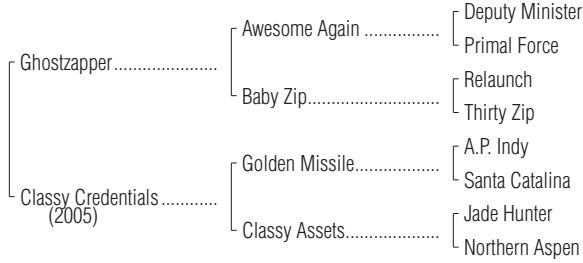 Deputy Minister
Awesome Again ................
Primal Force
Ghostzapper......................
Relaunch
Baby Zip............................
Thirty Zip
A.P. Indy
Golden Missile..................
Santa Catalina
Classy Credentials ............
(2005)
Jade Hunter
Classy Assets....................
Northern Aspen